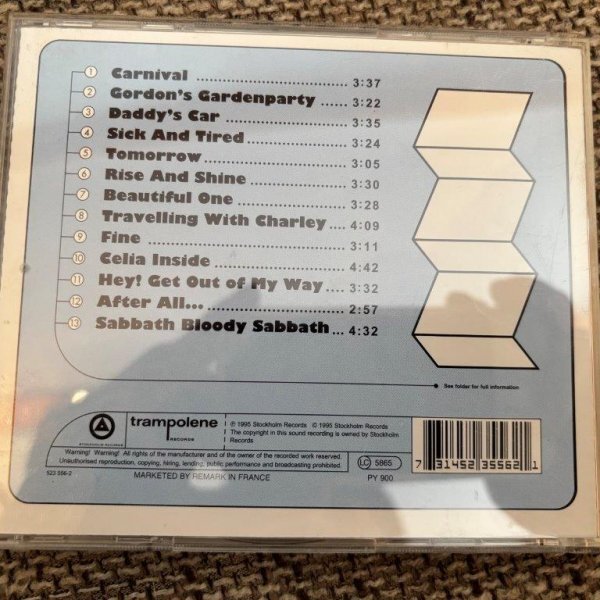 1 Carnival ........................ 3:37
2 Gordon's Gardenparty ...... 3:22
3 Daddy's Car ................... 3:35
4 Sick And Tired ................ 3:24
5 Tomorrow ...................... 3:05
6 Rise And Shine ................ 3:30
7 Beautiful One ................. 3:28
8 Travelling With Charley .... 4:09
9 Fine .......................... 3:11
10 Celia Inside .................. 4:42
11 Hey! Get Out of My Way .... 3:32
12 After All... .................. 2:57
13 Sabbath Bloody Sabbath ... 4:32
See folder for full information
STOCKHOLM RECORDS
trampolene
RECORDS
℗ 1995 Stockholm Records © 1995 Stockholm Records
The copyright in this sound recording is owned by Stockholm
Records
Warning! Warning! All rights of the manufacturer and of the owner of the recorded work reserved.
Unauthorised reproduction, copying, hiring, lending, public performance and broadcasting prohibited.
LC 5865
523 556-2
MARKETED BY REMARK IN FRANCE
PY 900
7 31452 35562 1